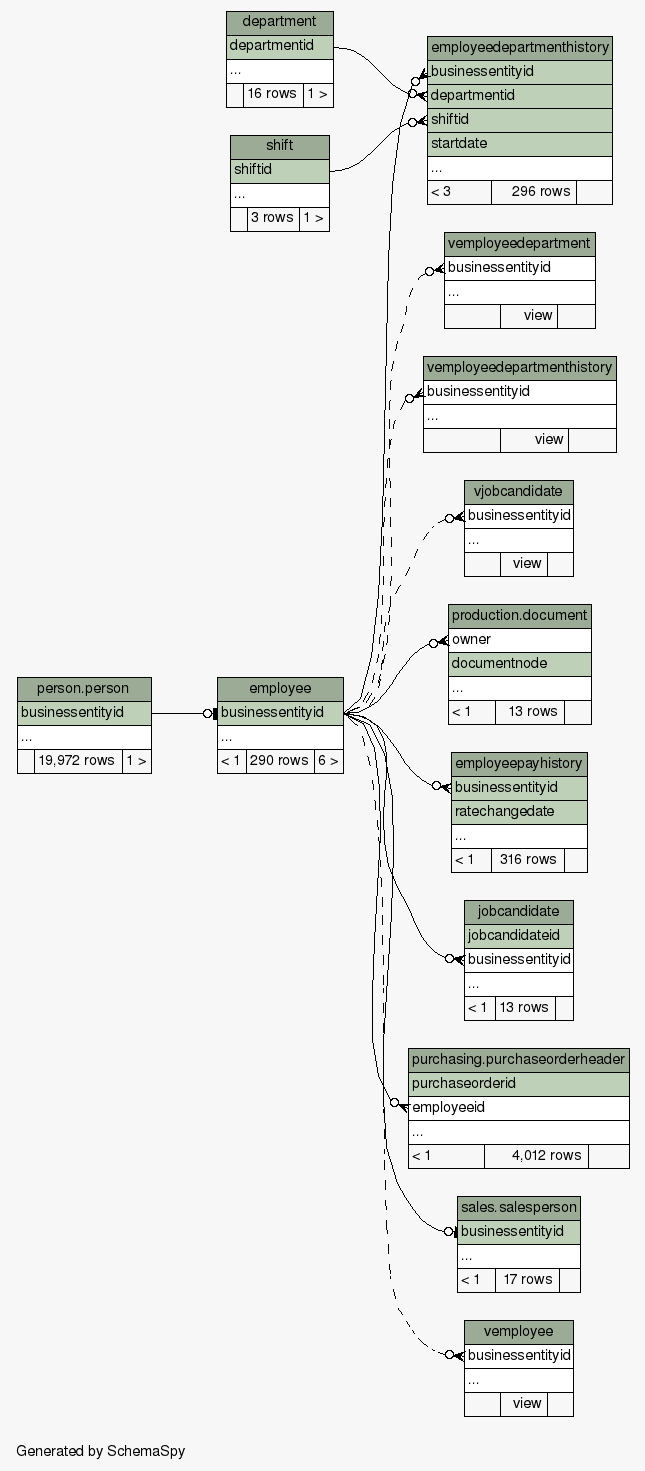 department
departmentid
...
16 rows 1 >
shift
shiftid
...
3 rows 1 >
employeedepartmenthistory
businessentityid
departmentid
shiftid
startdate
...
< 3 296 rows
vemployeedepartment
businessentityid
...
view
vemployeedepartmenthistory
businessentityid
...
view
vjobcandidate
businessentityid
...
view
production.document
owner
documentnode
...
< 1 13 rows
person.person
businessentityid
...
19,972 rows 1 >
employee
businessentityid
...
< 1 290 rows 6 >
employeepayhistory
businessentityid
ratechangedate
...
< 1 316 rows
jobcandidate
jobcandidateid
businessentityid
...
< 1 13 rows
purchasing.purchaseorderheader
purchaseorderid
employeeid
...
< 1 4,012 rows
sales.salesperson
businessentityid
...
< 1 17 rows
vemployee
businessentityid
...
view
Generated by SchemaSpy